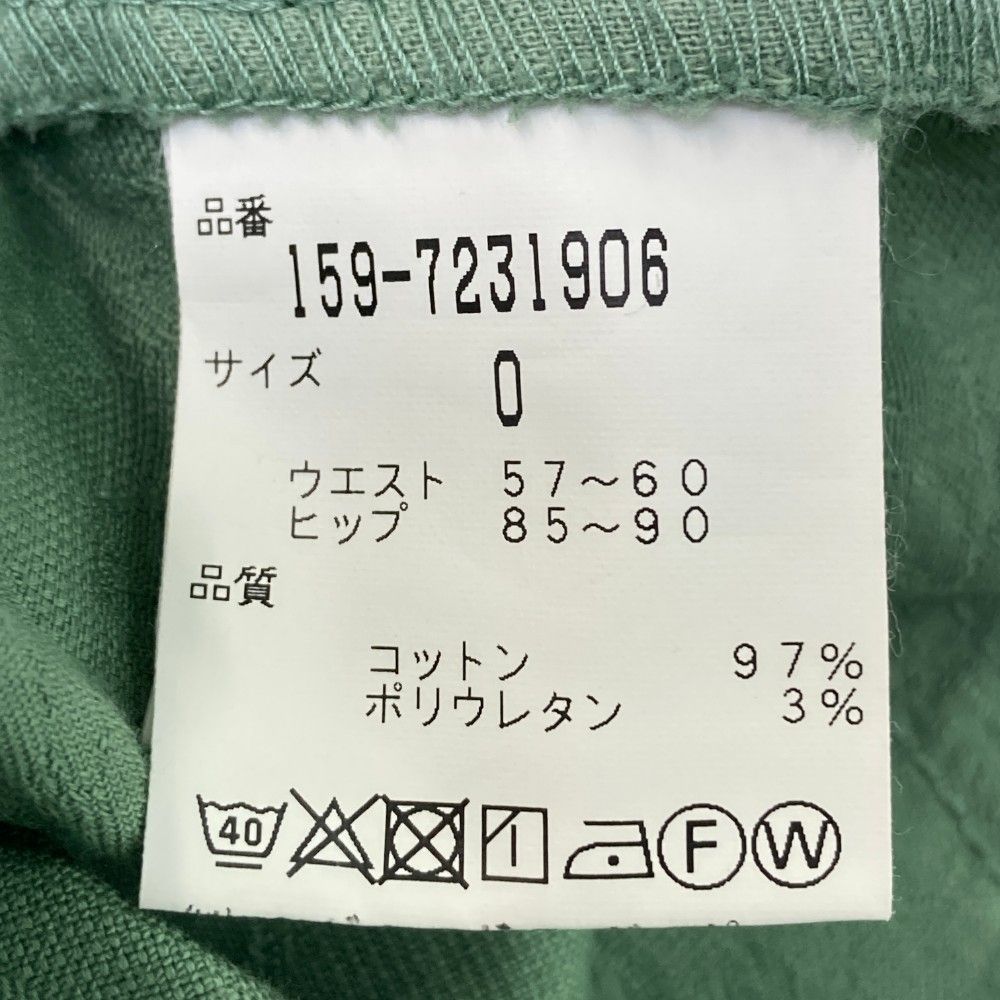 品番
159-7231906
サイズ
0
ウエスト 57～60
ヒップ 85～90
品質
コットン 97%
ポリウレタン 3%
40 F W